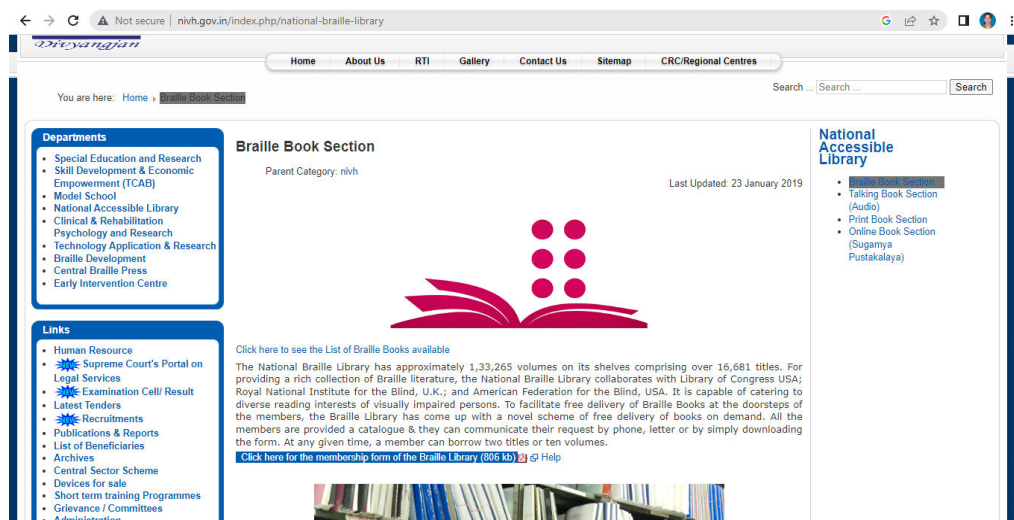 Not secure | nivh.gov.in/index.php/national-braille-library
Divyangjan
Home About Us RTI Gallery Contact Us Sitemap CRC/Regional Centres
Search ... Search ... Search
You are here: Home Braille Book Section
Departments
Special Education and Research
Skill Development & Economic
Empowerment (TCAB)
Model School
National Accessible Library
Clinical & Rehabilitation
Psychology and Research
Technology Application & Research
Braille Development
Central Braille Press
Early Intervention Centre
Links
Human Resource
Supreme Court's Portal on
Legal Services
Examination Cell/ Result
Latest Tenders
Recruitments
Publications & Reports
List of Beneficiaries
Archives
Central Sector Scheme
Devices for sale
Short term training Programmes
Grievance / Committees
Administration
Braille Book Section
Parent Category: nivh
Last Updated: 23 January 2019
Click here to see the List of Braille Books available
The National Braille Library has approximately 1,33,265 volumes on its shelves comprising over 16,681 titles. For
providing a rich collection of Braille literature, the National Braille Library collaborates with Library of Congress USA;
Royal National Institute for the Blind, U.K.; and American Federation for the Blind, USA. It is capable of catering to
diverse reading interests of visually impaired persons. To facilitate free delivery of Braille Books at the doorsteps of
the members, the Braille Library has come up with a novel scheme of free delivery of books on demand. All the
members are provided a catalogue & they can communicate their request by phone, letter or by simply downloading
the form. At any given time, a member can borrow two titles or ten volumes.
Click here for the membership form of the Braille Library (806 kb) Help
National
Accessible
Library
Braille Book Section
Talking Book Section
(Audio)
Print Book Section
Online Book Section
(Sugamya
Pustakalaya)